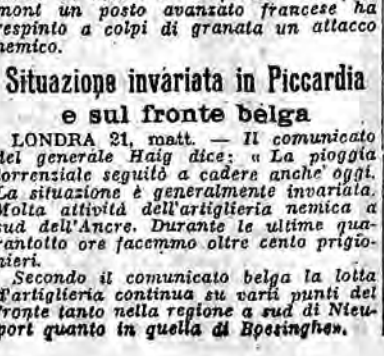 mont un posto avanzato francese ha
respinto a colpi di granata un attacco
nemico.
Situazione invariata in Piccardia
e sul fronte belga
LONDRA 21, matt. — Il comunicato
del generale Haig dice: « La pioggia
torrenziale seguitò a cadere anche oggi.
La situazione è generalmente invariata.
Molta attività dell'artiglieria nemica a
sud dell'Ancre. Durante le ultime qua-
rantotto ore facemmo oltre cento prigio-
nieri.
Secondo il comunicato belga la lotta
d'artiglieria continua su varii punti del
fronte tanto nella regione a sud di Nieu-
port quanto in quella di Boesinghe».